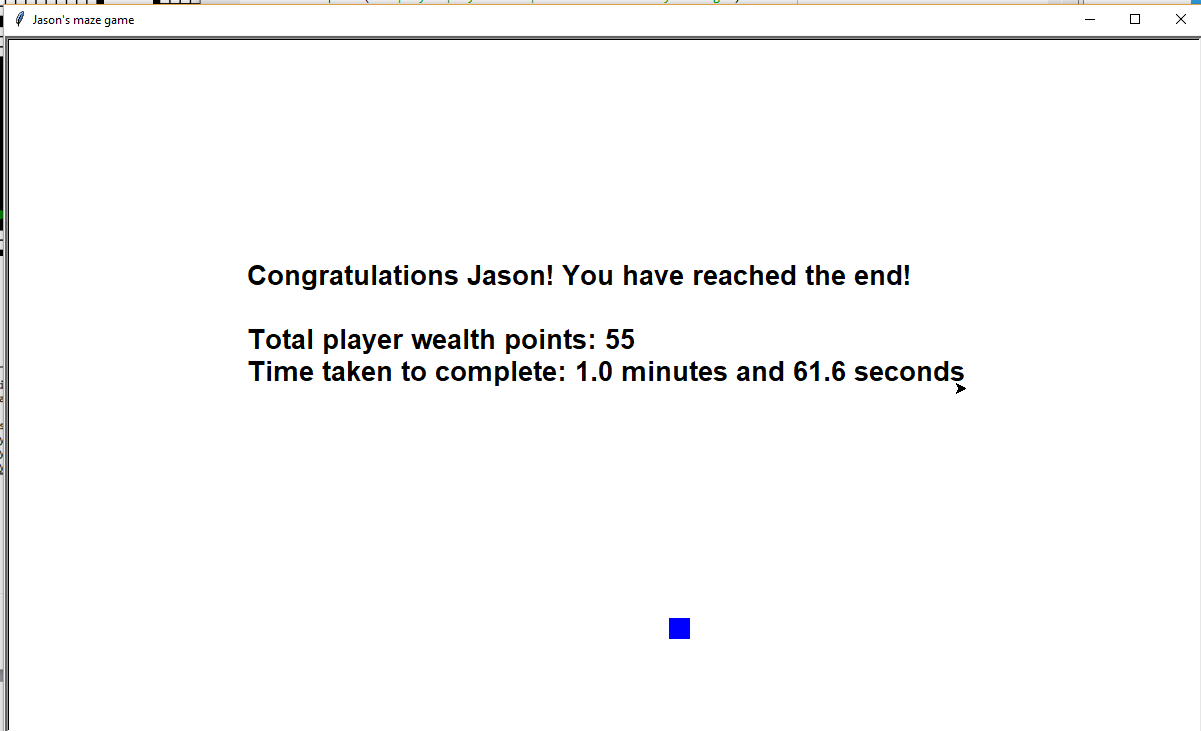 Jason's maze game
Congratulations Jason! You have reached the end!
Total player wealth points: 55
Time taken to complete: 1.0 minutes and 61.6 seconds